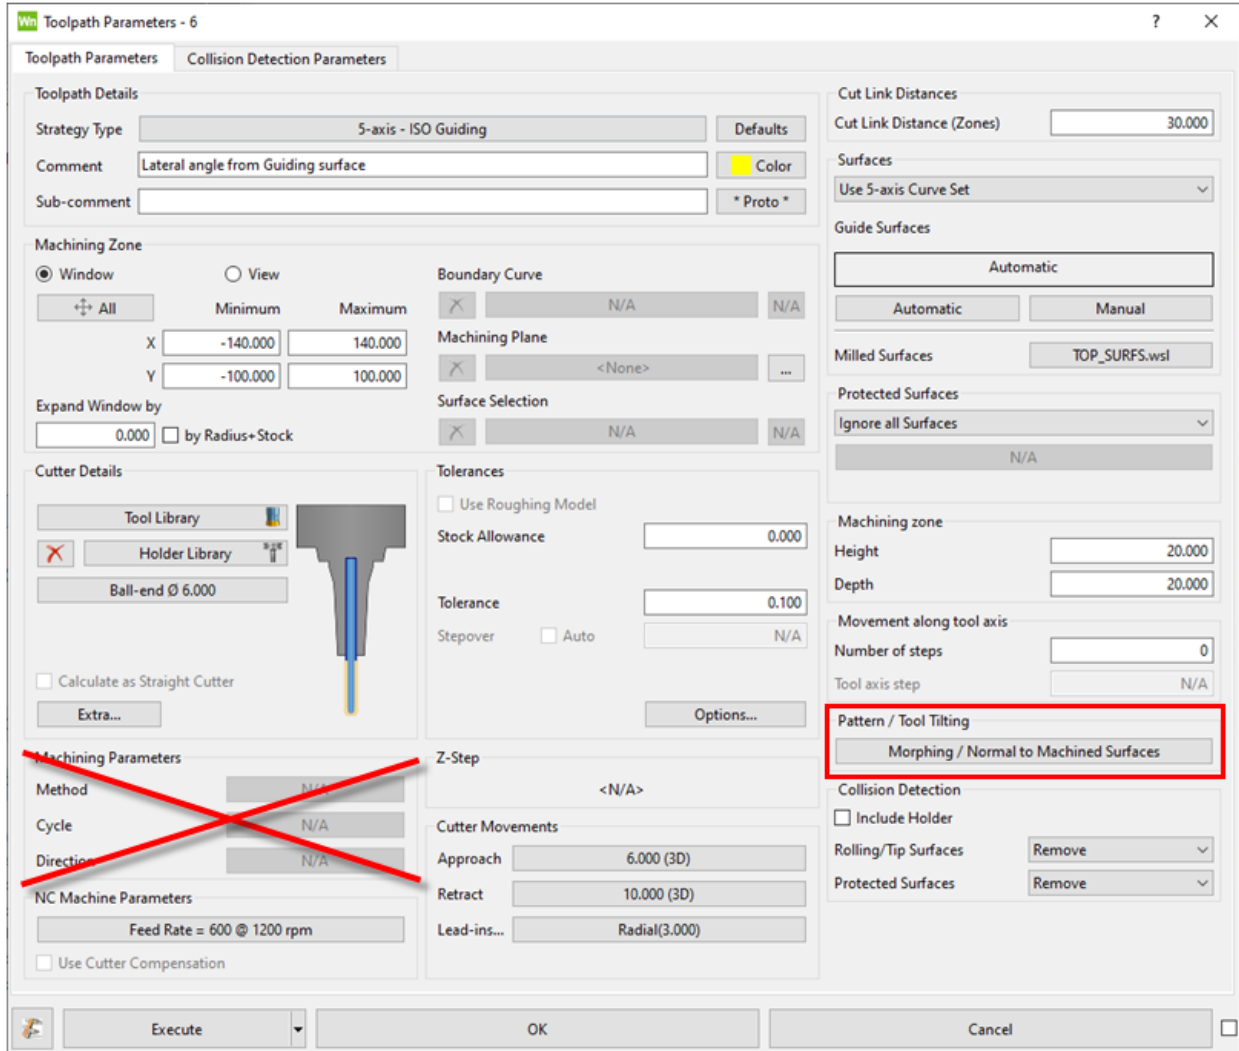 Wn Toolpath Parameters - 6 ?
Toolpath Parameters Collision Detection Parameters
Toolpath Details
Strategy Type 5-axis - ISO Guiding Defaults
Comment Lateral angle from Guiding surface Color
Sub-comment * Proto *
Machining Zone
Window View
All Minimum Maximum
X -140.000 140.000
Y -100.000 100.000
Expand Window by
0.000 by Radius+Stock
Boundary Curve
N/A N/A
Machining Plane
<None> ...
Surface Selection
N/A N/A
Cutter Details
Tool Library
Holder Library
Ball-end Ø 6.000
Calculate as Straight Cutter
Extra...
Tolerances
Use Roughing Model
Stock Allowance 0.000
Tolerance 0.100
Stepover Auto N/A
Options...
Machining Parameters
Method N/A
Cycle N/A
Direction N/A
NC Machine Parameters
Feed Rate = 600 @ 1200 rpm
Use Cutter Compensation
Z-Step
<N/A>
Cutter Movements
Approach 6.000 (3D)
Retract 10.000 (3D)
Lead-ins... Radial(3.000)
Cut Link Distances
Cut Link Distance (Zones) 30.000
Surfaces
Use 5-axis Curve Set
Guide Surfaces
Automatic
Automatic Manual
Milled Surfaces TOP_SURFS.wsl
Protected Surfaces
Ignore all Surfaces
N/A
Machining zone
Height 20.000
Depth 20.000
Movement along tool axis
Number of steps 0
Tool axis step N/A
Pattern / Tool Tilting
Morphing / Normal to Machined Surfaces
Collision Detection
Include Holder
Rolling/Tip Surfaces Remove
Protected Surfaces Remove
Execute OK Cancel